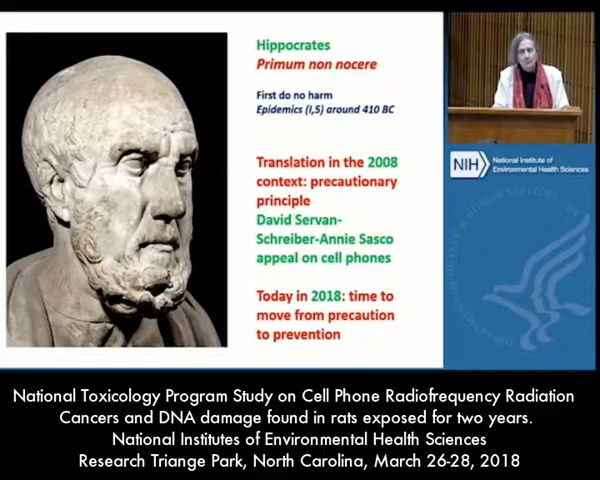 Hippocrates
Primum non nocere
First do no harm
Epidemics (I,5) around 410 BC
Translation in the 2008
context: precautionary
principle
David Servan-
Schreiber-Annie Sasco
appeal on cell phones
Today in 2018: time to
move from precaution
to prevention
NIH
National Institute of
Environmental Health Sciences
National Toxicology Program Study on Cell Phone Radiofrequency Radiation
Cancers and DNA damage found in rats exposed for two years.
National Institutes of Environmental Health Sciences
Research Triange Park, North Carolina, March 26-28, 2018